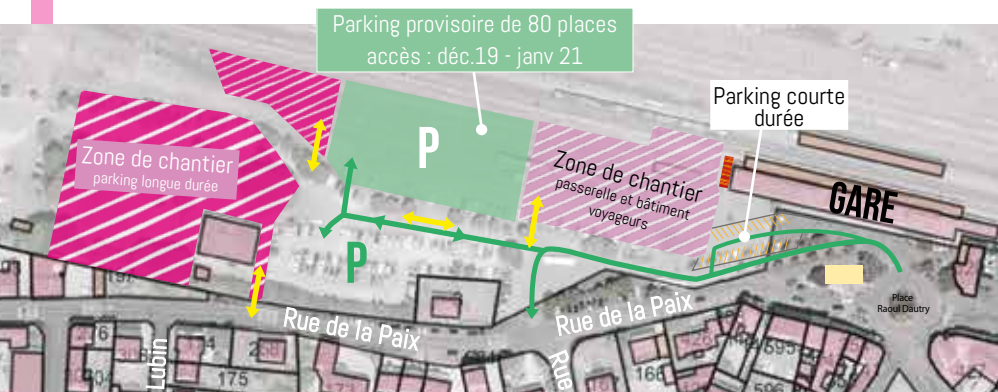 Parking provisoire de 80 places
accès : déc.19 - janv 21
Parking courte
durée
P
Zone de chantier
parking longue durée
Zone de chantier
passerelle et bâtiment
voyageurs
GARE
P
Place
Raoul Dautry
Rue de la Paix
Rue de la Paix
Lubin
Rue
175